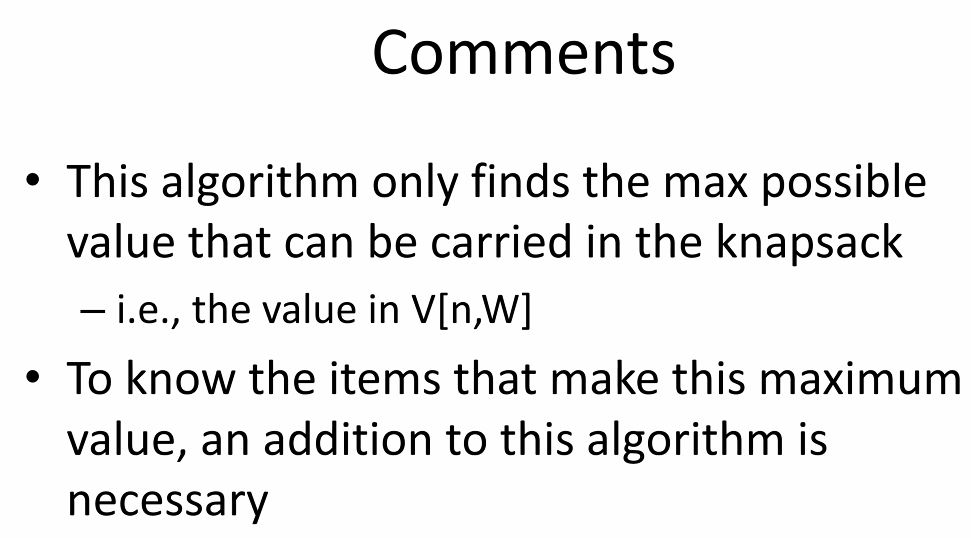 Comments
• This algorithm only finds the max possible
value that can be carried in the knapsack
– i.e., the value in V[n,W]
• To know the items that make this maximum
value, an addition to this algorithm is
necessary